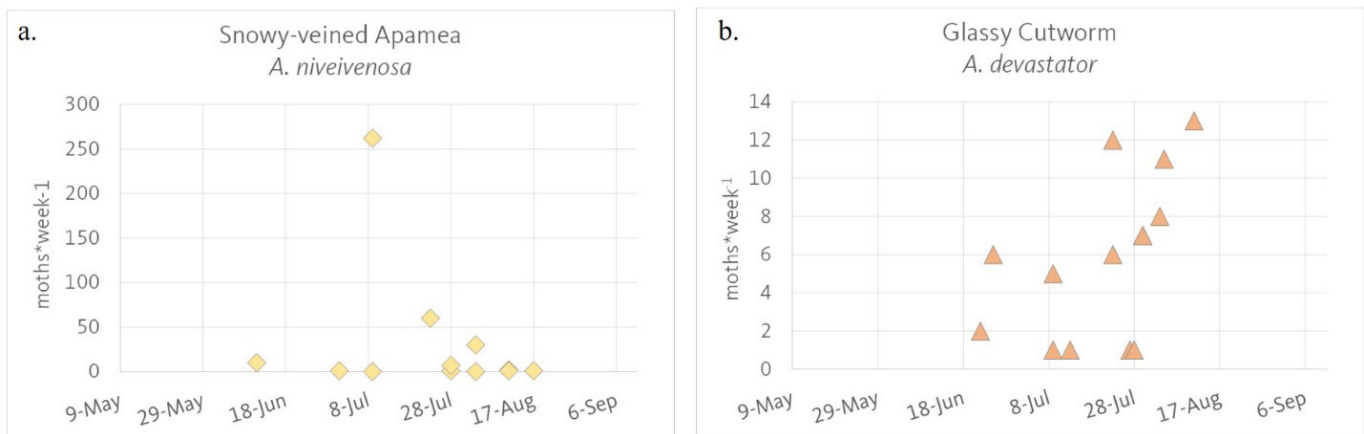 a.
Snowy-veined Apamea
A. niveivenosa
moths*week-1
300
250
200
150
100
50
0
9-May
29-May
18-Jun
8-Jul
28-Jul
17-Aug
6-Sep
b.
Glassy Cutworm
A. devastator
moths*week⁻¹
14
12
10
8
6
4
2
0
9-May
29-May
18-Jun
8-Jul
28-Jul
17-Aug
6-Sep